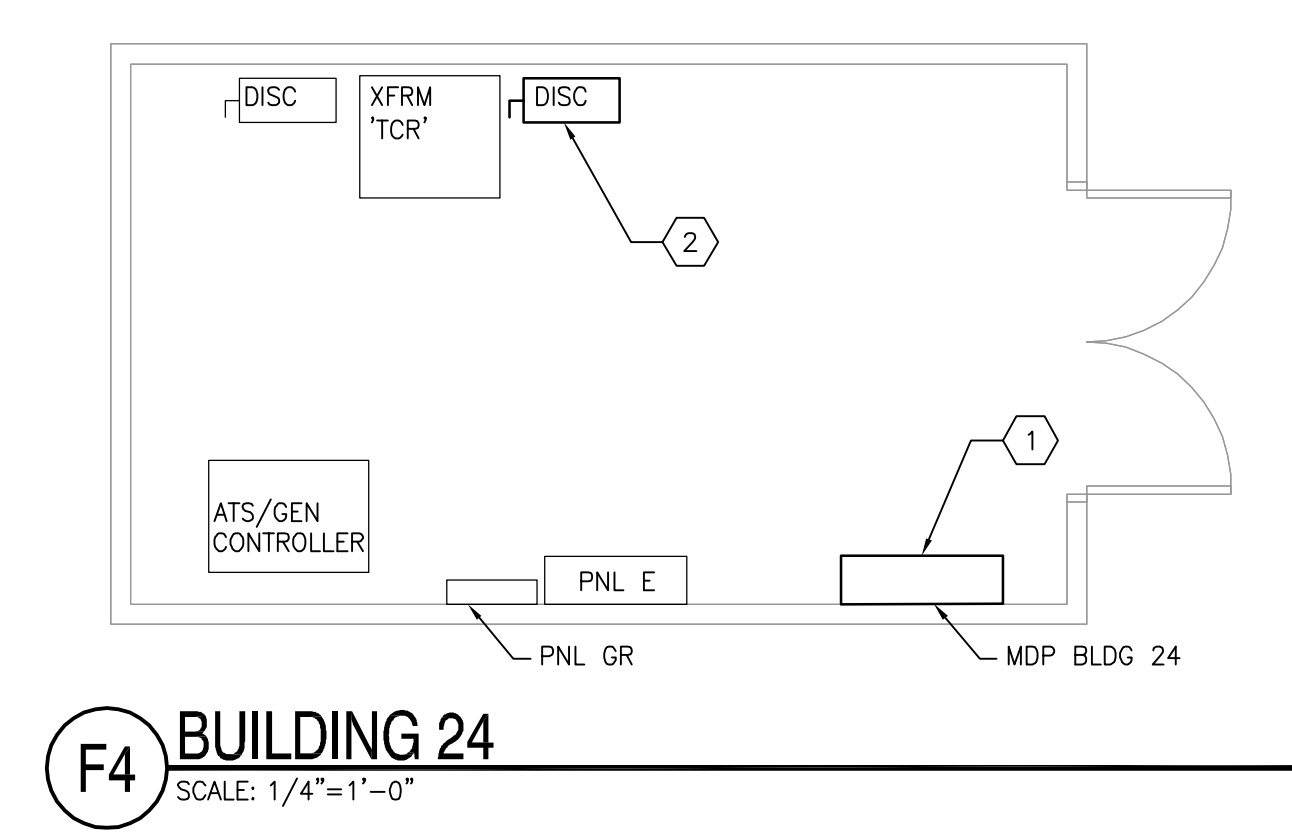 DISC
XFRM
'TCR'
DISC
2
1
ATS/GEN
CONTROLLER
PNL E
PNL GR
MDP BLDG 24
F4
BUILDING 24
SCALE: 1/4"=1'-0"